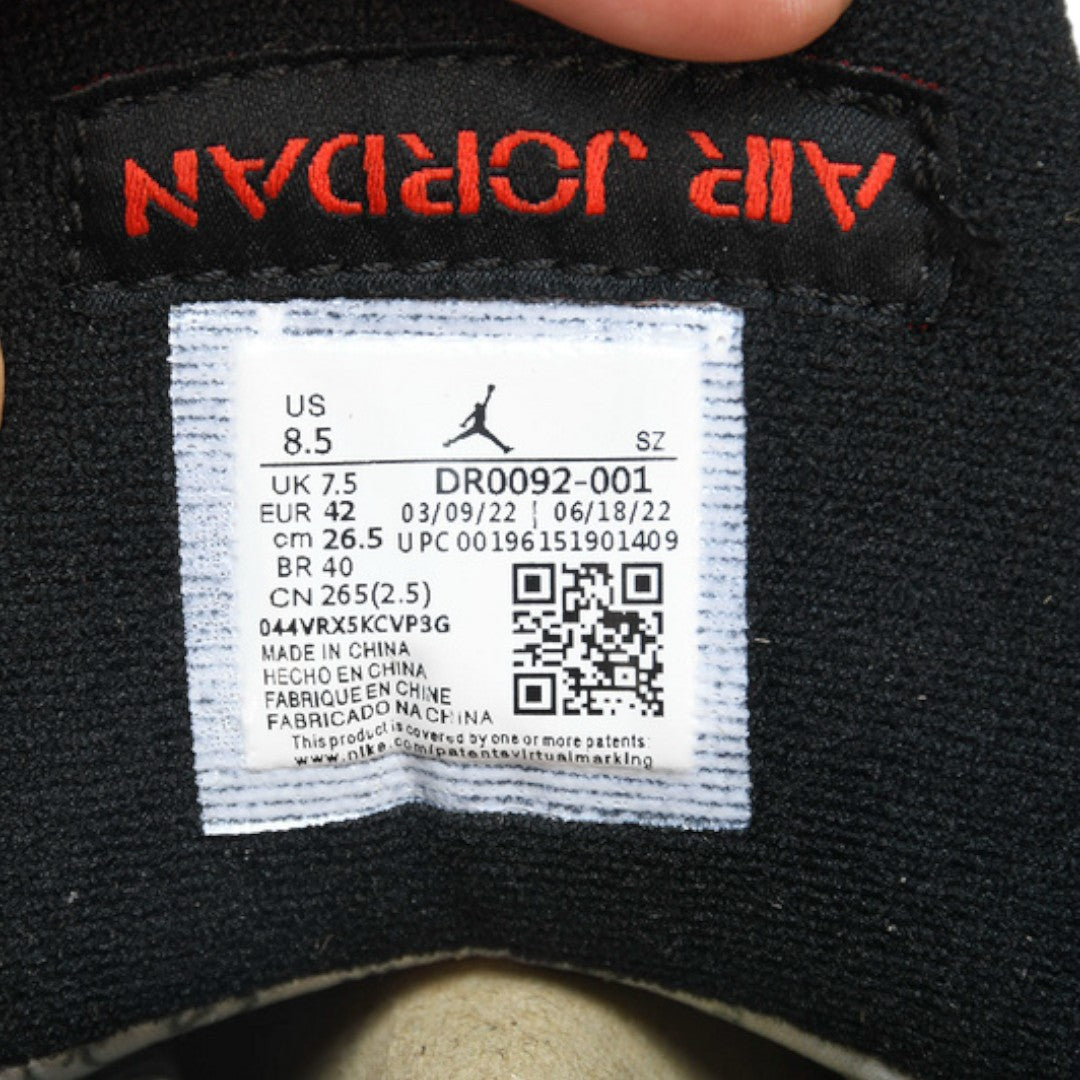 AIR JORDAN
US
8.5
SZ
UK 7.5
DR0092-001
EUR 42
03/09/22 | 06/18/22
cm 26.5
UPC 00196151901409
BR 40
CN 265(2.5)
044VRX5KCVP3G
MADE IN CHINA
HECHO EN CHINA
FABRIQUE EN CHINE
FABRICADO NA CHINA
This product is covered by one or more patents:
www.nike.com/patentsvirtualmarking